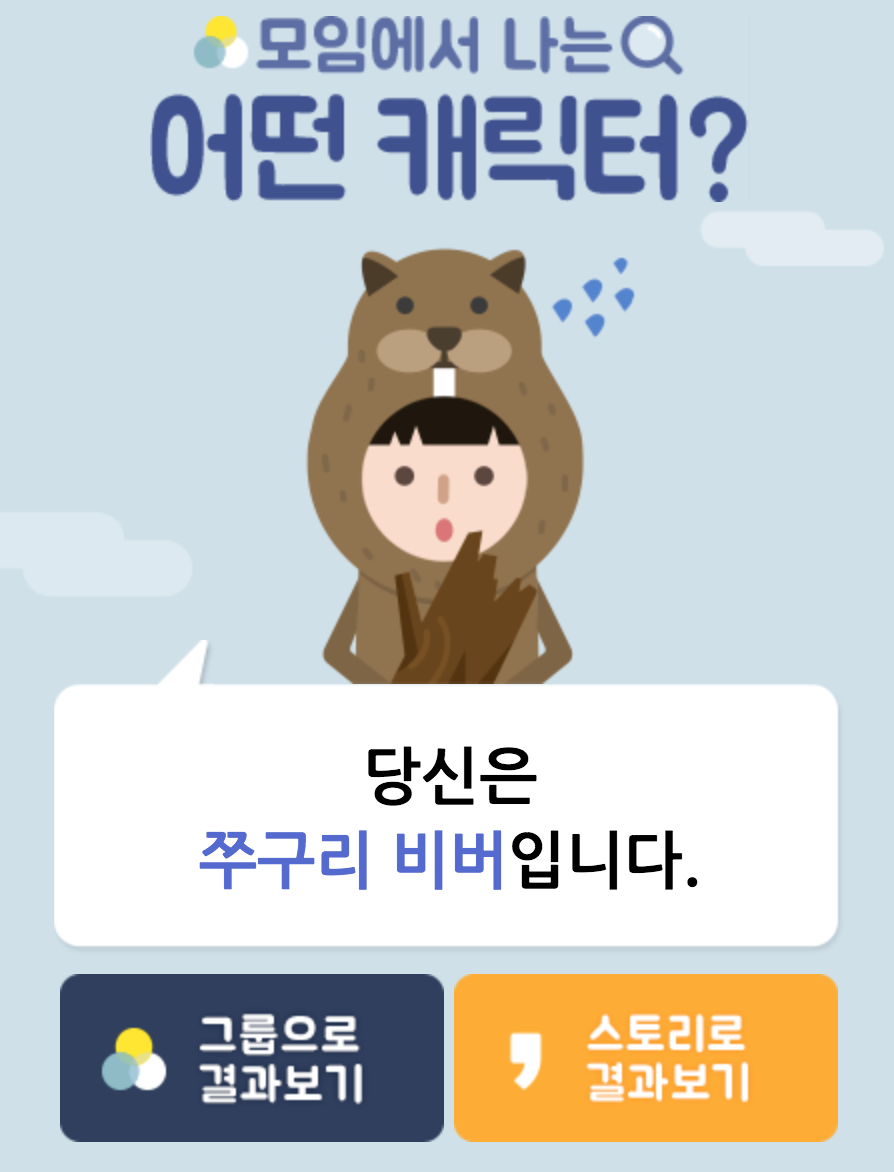 모임에서 나는
어떤 캐릭터?
당신은
쭈구리 비버입니다.
그룹으로
결과보기
스토리로
결과보기